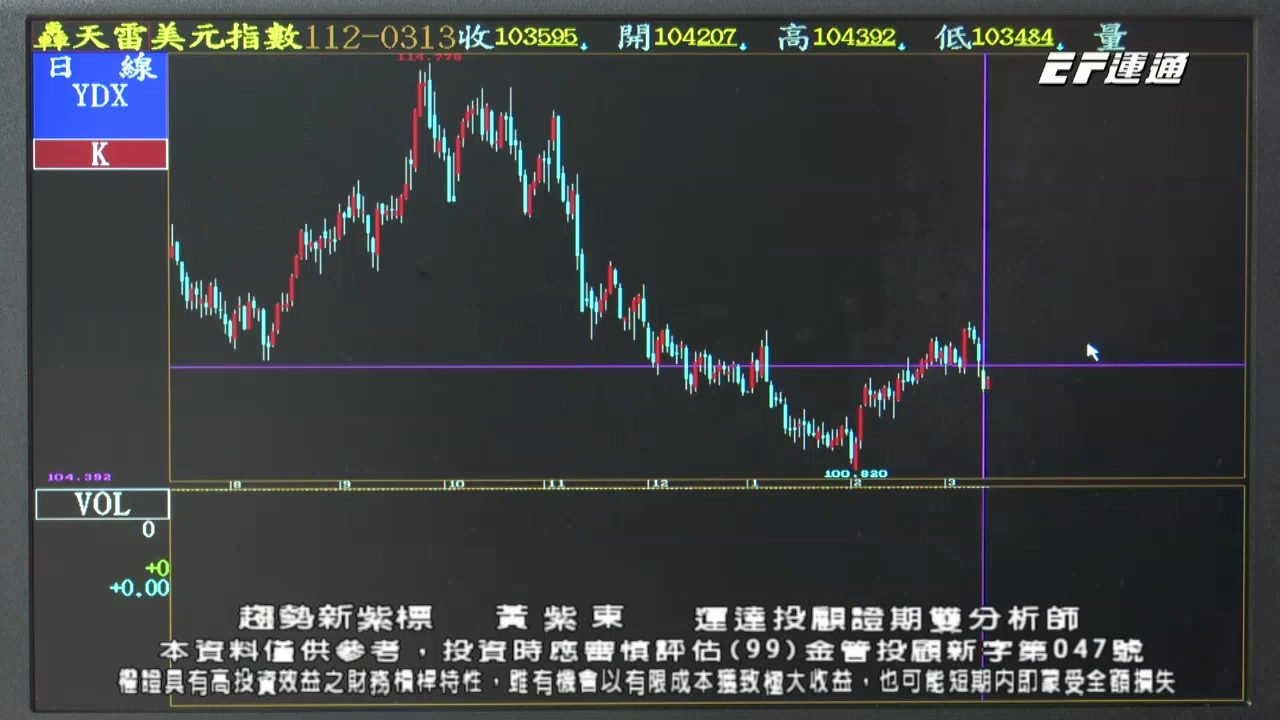 轟天雷美元指數112-0313收103595. 開104207. 高104392. 低103484. 量
EF運通
日 線
YDX
K
114.778
100.820
104.392
8 9 10 11 12 1 2 3
VOL
0
+0
+0.00
趨勢新紫標 黃紫東 運達投顧證期雙分析師
本資料僅供參考,投資時應審慎評估(99)金管投顧新字第047號
權證具有高投資效益之財務槓桿特性,雖有機會以有限成本獲致極大收益,也可能短期內即蒙受全額損失